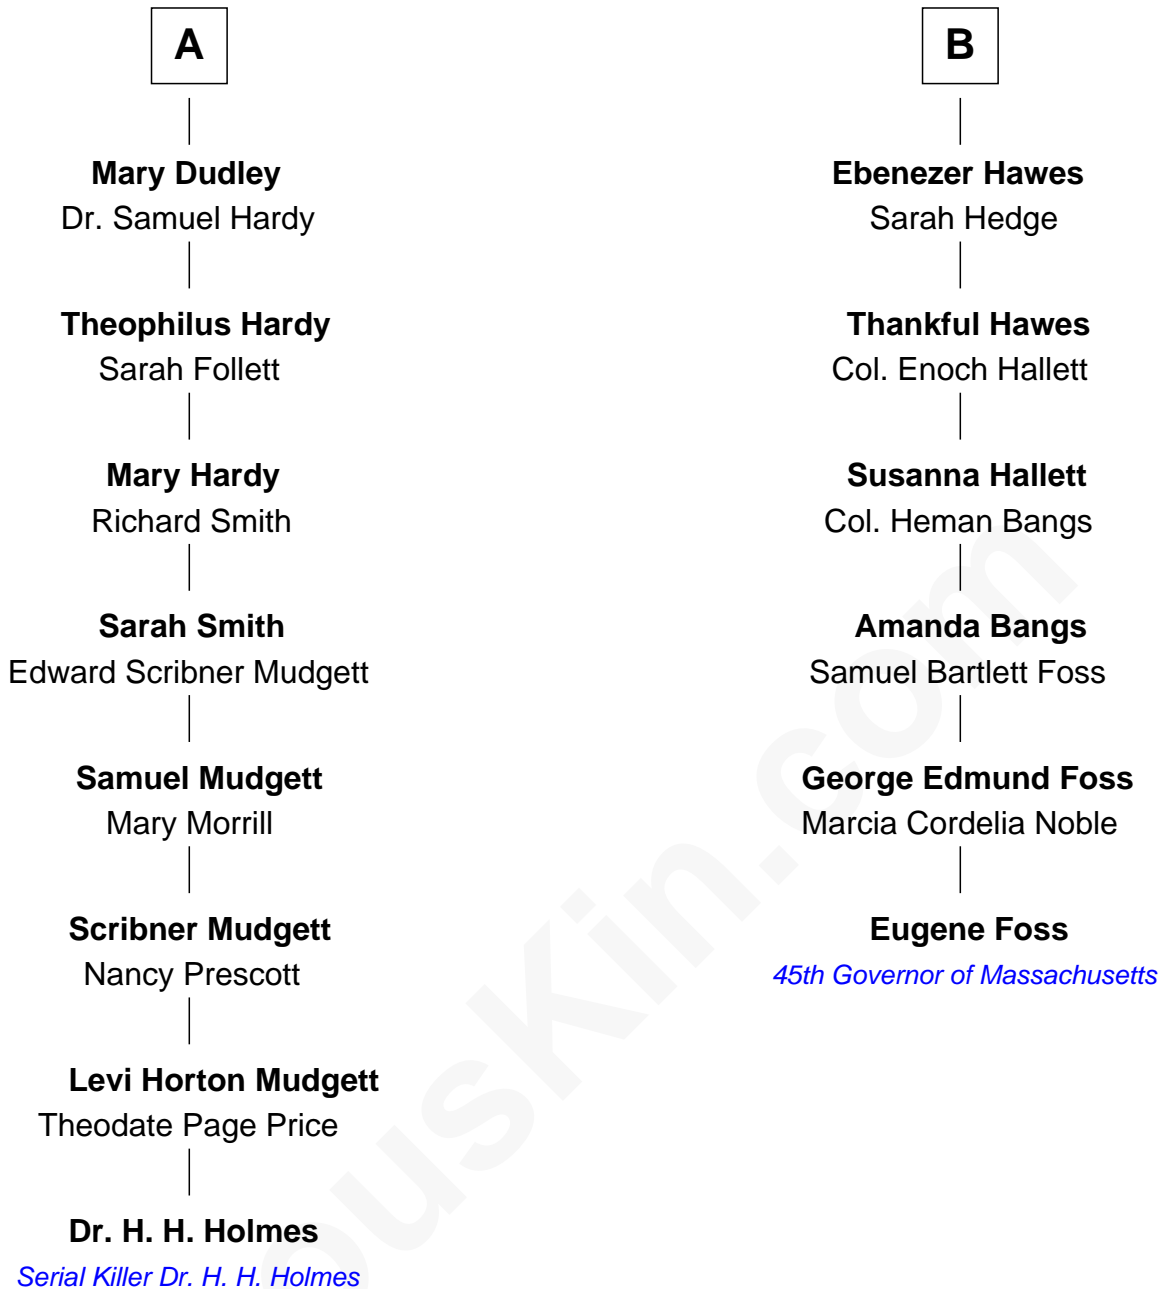 A
Mary Dudley
Dr. Samuel Hardy
Theophilus Hardy
Sarah Follett
Mary Hardy
Richard Smith
Sarah Smith
Edward Scribner Mudgett
Samuel Mudgett
Mary Morrill
Scribner Mudgett
Nancy Prescott
Levi Horton Mudgett
Theodate Page Price
Dr. H. H. Holmes
Serial Killer Dr. H. H. Holmes
B
Ebenezer Hawes
Sarah Hedge
Thankful Hawes
Col. Enoch Hallett
Susanna Hallett
Col. Heman Bangs
Amanda Bangs
Samuel Bartlett Foss
George Edmund Foss
Marcia Cordelia Noble
Eugene Foss
45th Governor of Massachusetts
ousKin.com